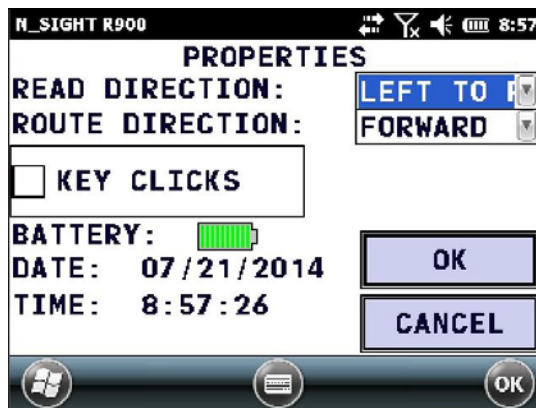 N_SIGHT R900 8:57
PROPERTIES
READ DIRECTION: LEFT TO
ROUTE DIRECTION: FORWARD
KEY CLICKS
BATTERY:
DATE: 07/21/2014
OK
TIME: 8:57:26
CANCEL
OK